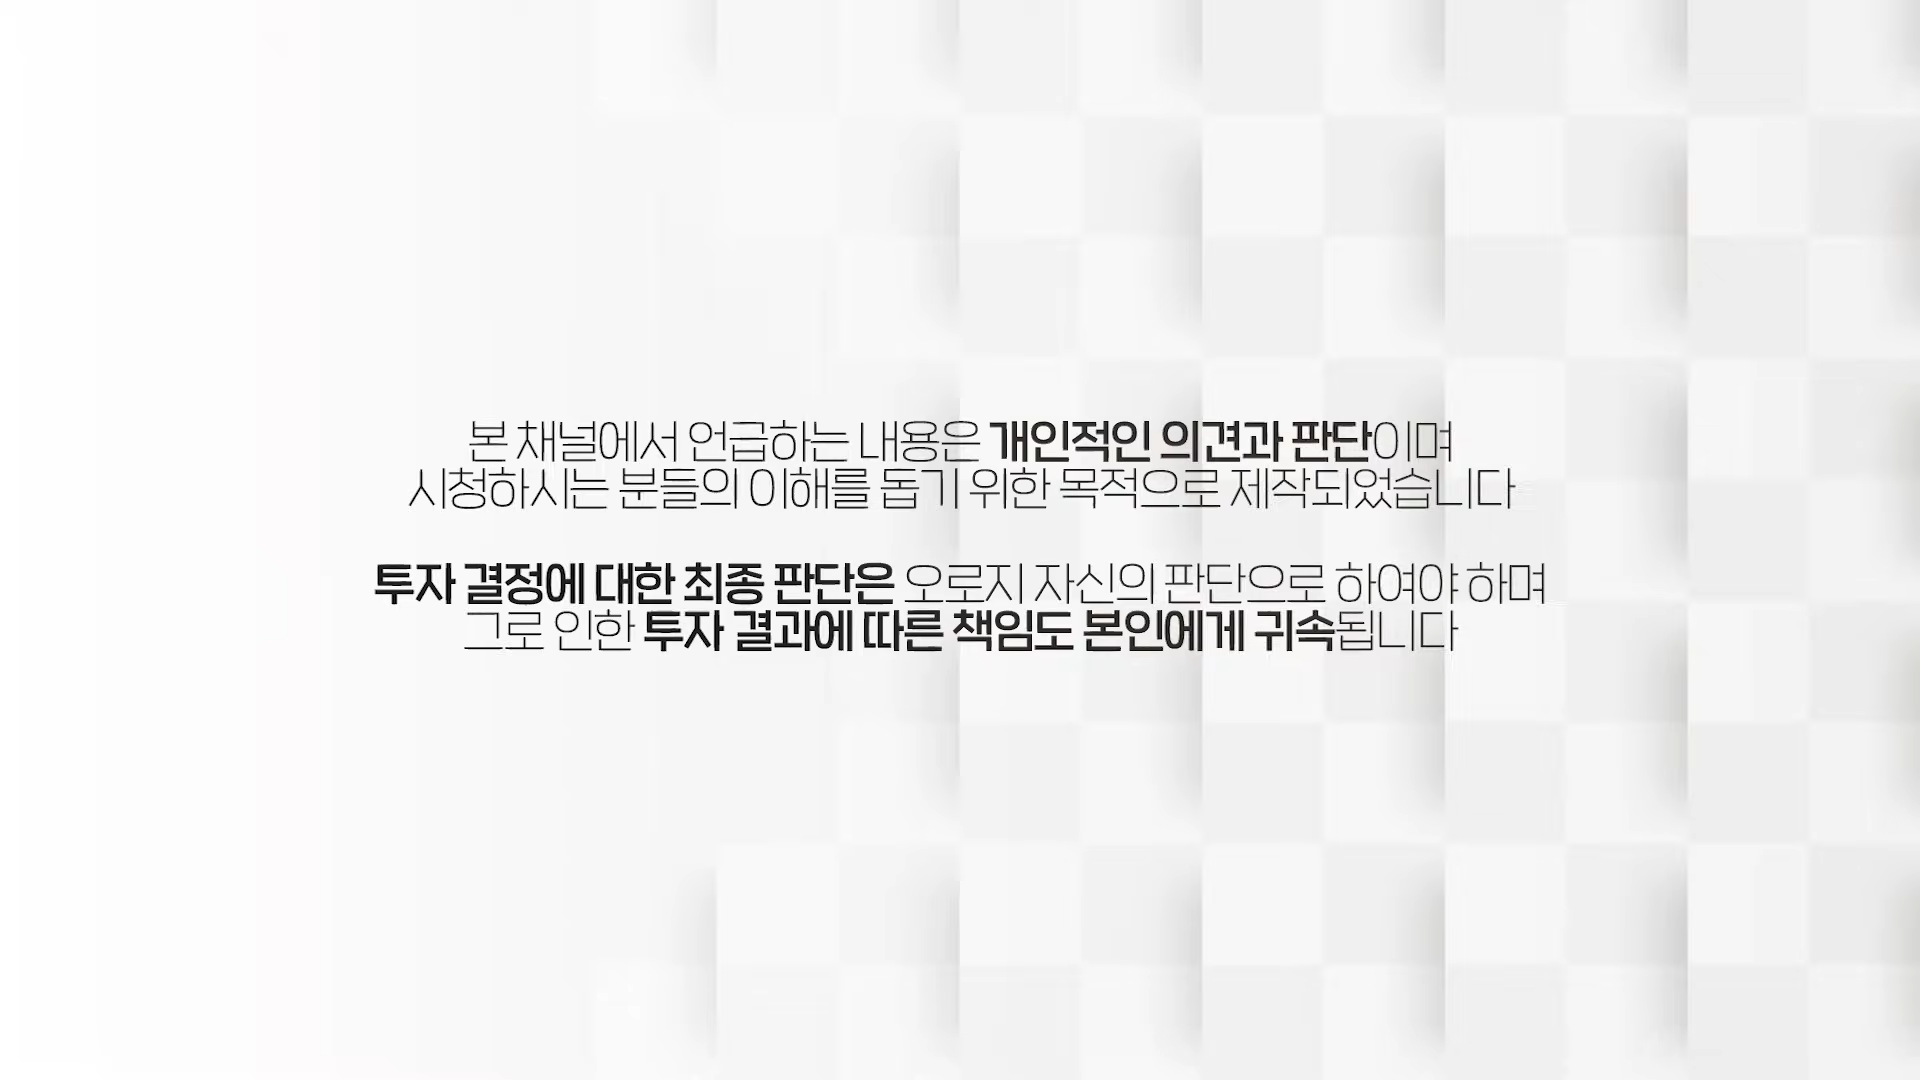 본 채널에서 언급하는 내용은 개인적인 의견과 판단이며
시청하시는 분들의 이해를 돕기 위한 목적으로 제작되었습니다
투자 결정에 대한 최종 판단은 오로지 자신의 판단으로 하여야 하며
그로 인한 투자 결과에 따른 책임도 본인에게 귀속됩니다